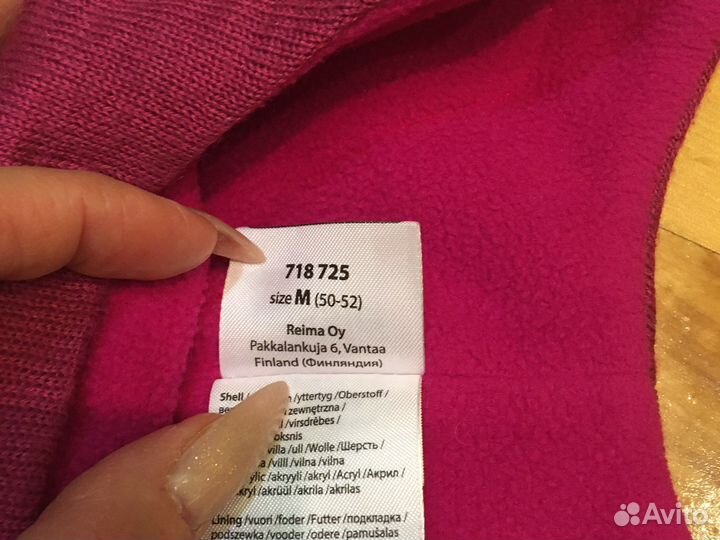 718 725
size M (50-52)
Reima Oy
Pakkalankuja 6, Vantaa
Finland (Финляндия)
Shell / /yttertyg/Oberstoff/
zewnętrzna/
/virsdrēbes/
villa/ull/Wolle/Шерсть/
/villl/vilna/vilna
/akryyli/akryl/Acryl/Акрил/
/akrüül/akrila/akrilas
Lining/vuori/foder/Futter/подкладка/
podszewka/vooder/odere/pamušalas
Avito